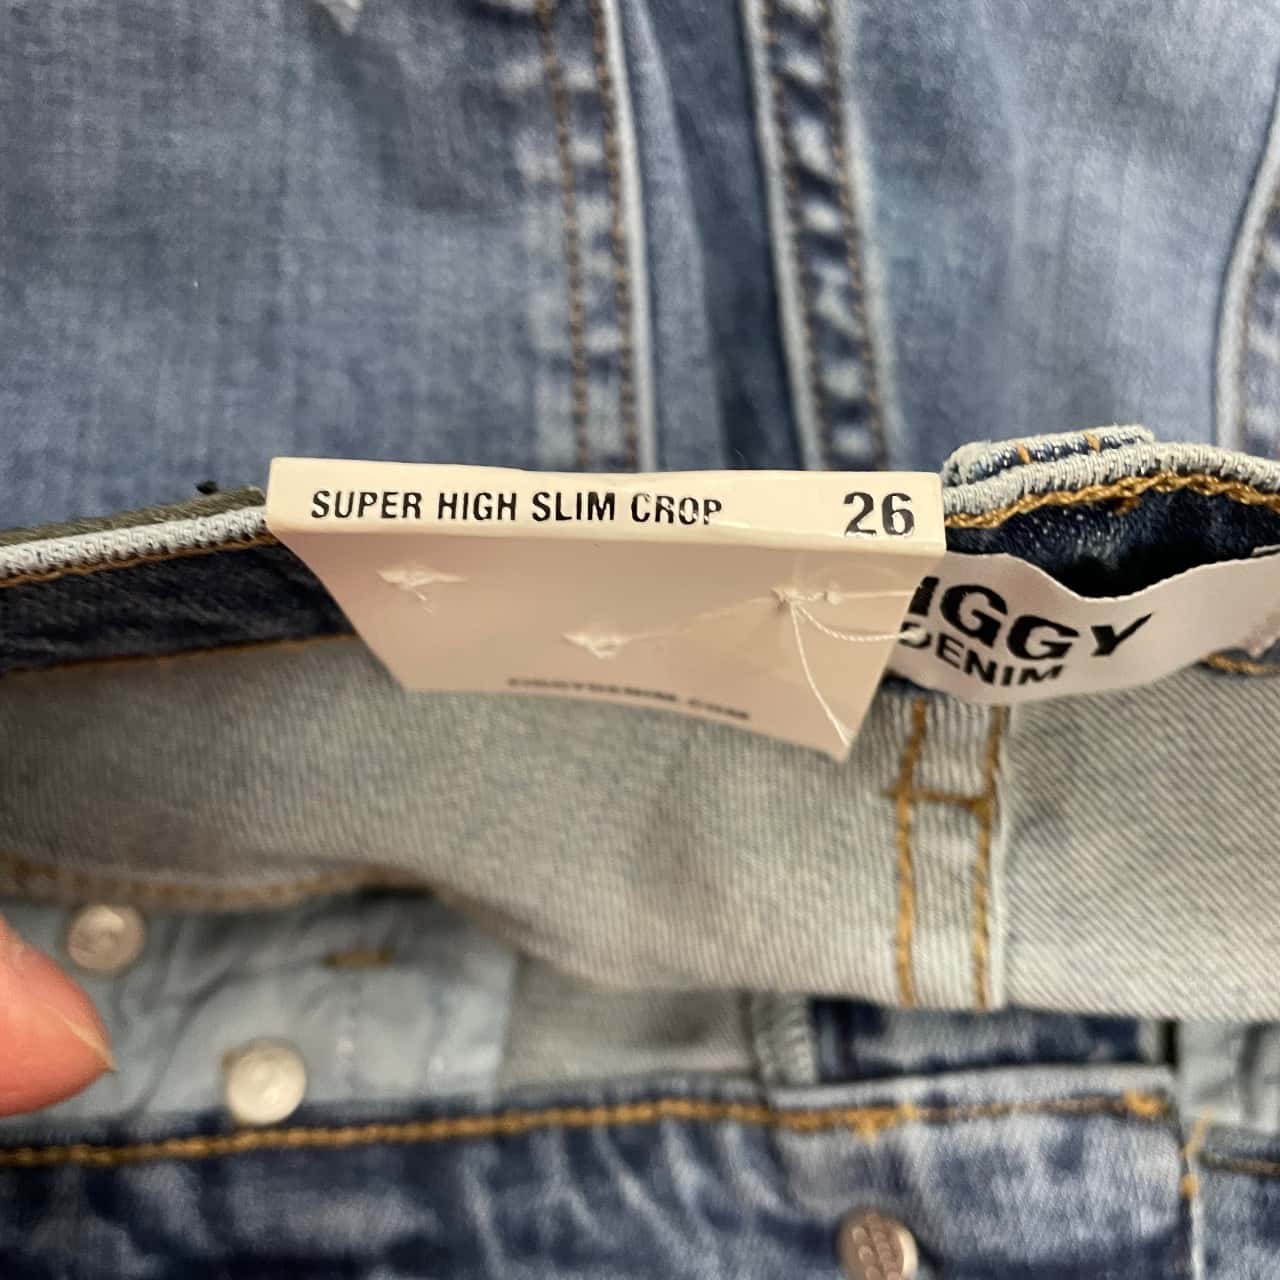 SUPER HIGH SLIM CROP 26
IGGY
DENIM